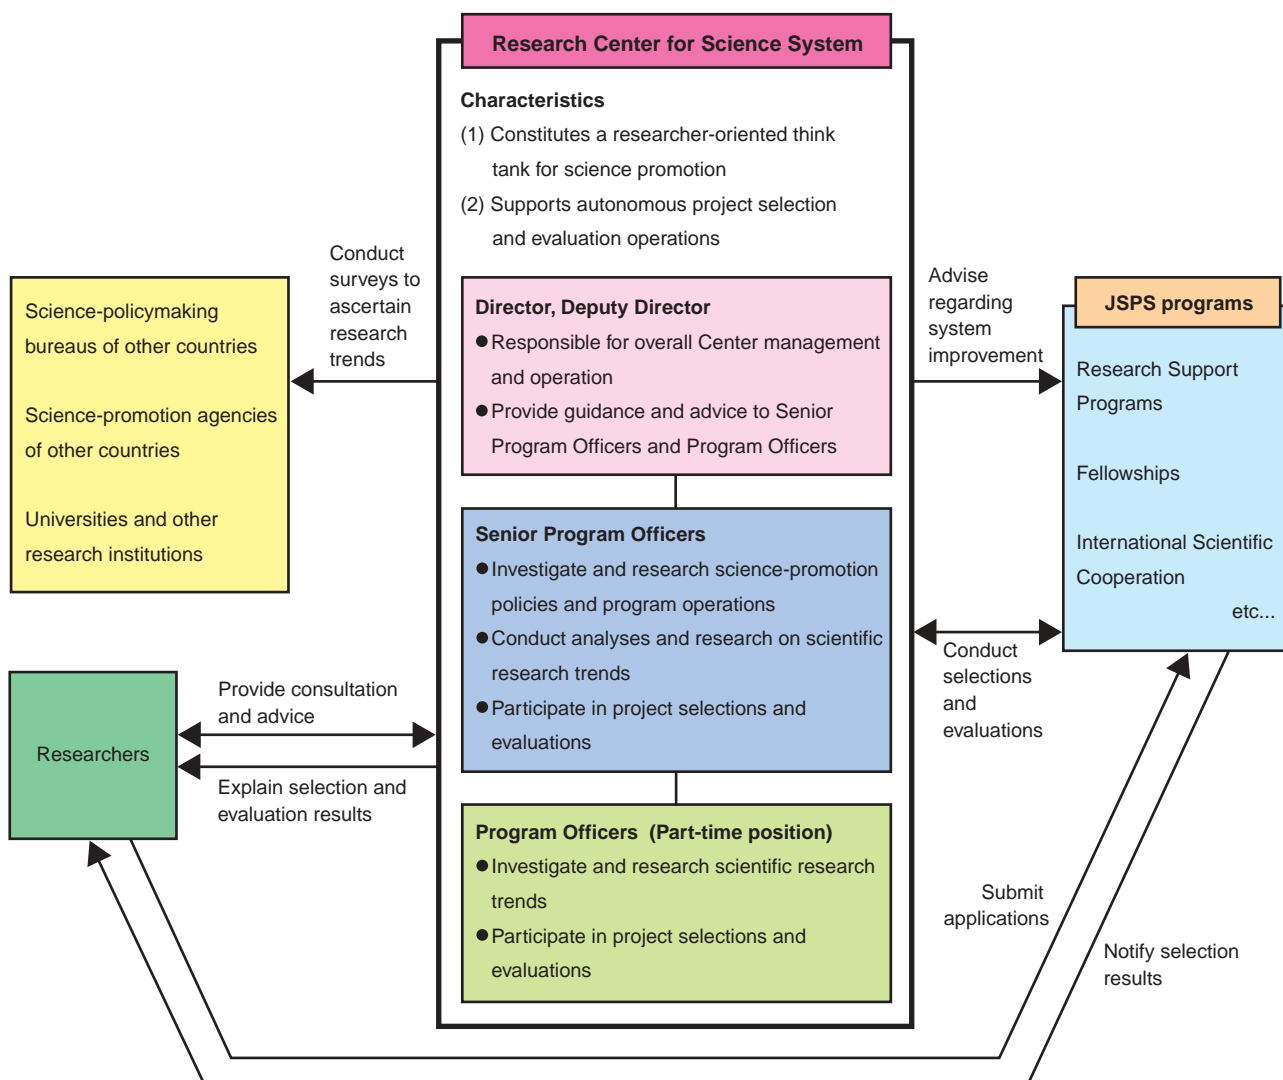 Research Center for Science System
Characteristics
(1) Constitutes a researcher-oriented think
tank for science promotion
(2) Supports autonomous project selection
and evaluation operations
Conduct
surveys to
ascertain
research
trends
Science-policymaking
bureaus of other countries
Science-promotion agencies
of other countries
Universities and other
research institutions
Director, Deputy Director
●Responsible for overall Center management
and operation
●Provide guidance and advice to Senior
Program Officers and Program Officers
Advise
regarding
system
improvement
JSPS programs
Research Support
Programs
Fellowships
International Scientific
Cooperation
etc...
Senior Program Officers
●Investigate and research science-promotion
policies and program operations
●Conduct analyses and research on scientific
research trends
●Participate in project selections and
evaluations
Conduct
selections
and
evaluations
Researchers
Provide consultation
and advice
Explain selection and
evaluation results
Program Officers (Part-time position)
●Investigate and research scientific research
trends
●Participate in project selections and
evaluations
Submit
applications
Notify selection
results